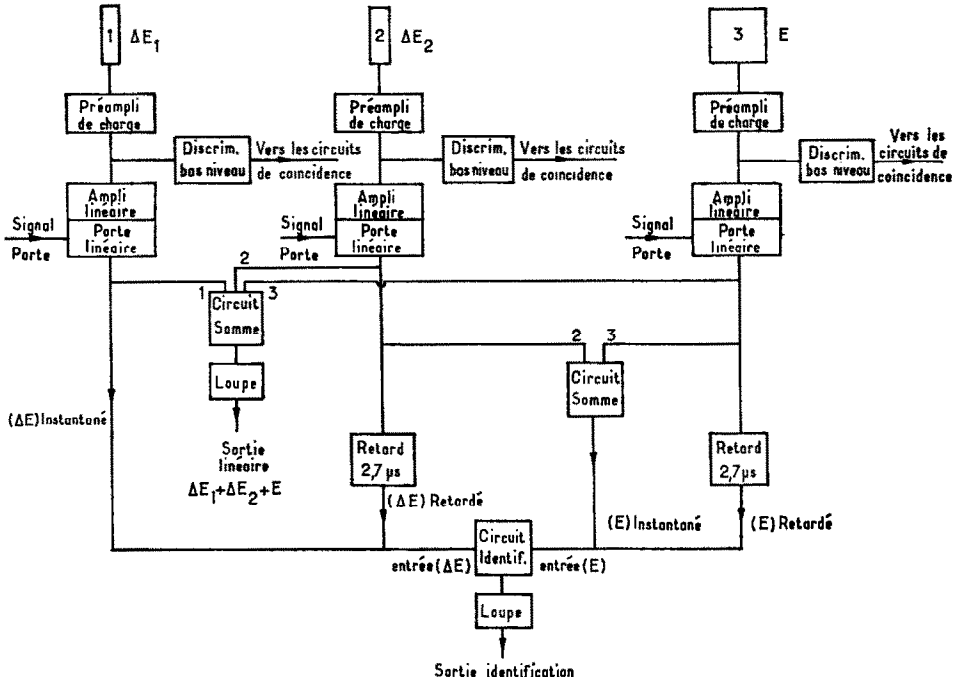 1 ΔE1
2 ΔE2
3 E
Préampli
de charge
Préampli
de charge
Préampli
de charge
Discrim.
bas niveau
Vers les circuits
de coincidence
Discrim.
bas niveau
Vers les circuits
de coincidence
Discrim.
bas niveau
Vers les
circuits de
coincidence
Ampli
linéaire
Porte
linéaire
Signal
Porte
Ampli
linéaire
Porte
linéaire
Signal
Porte
Ampli
linéaire
Porte
linéaire
Signal
Porte
1
2
3
Circuit
Somme
Loupe
Sortie
linéaire
ΔE1+ΔE2+E
2
3
Circuit
Somme
(ΔE) Instantané
Retard
2,7 µs
Retard
2,7 µs
(ΔE) Retardé
(E) Instantané
(E) Retardé
entrée (ΔE)
Circuit
Identif.
entrée (E)
Loupe
Sortie identification